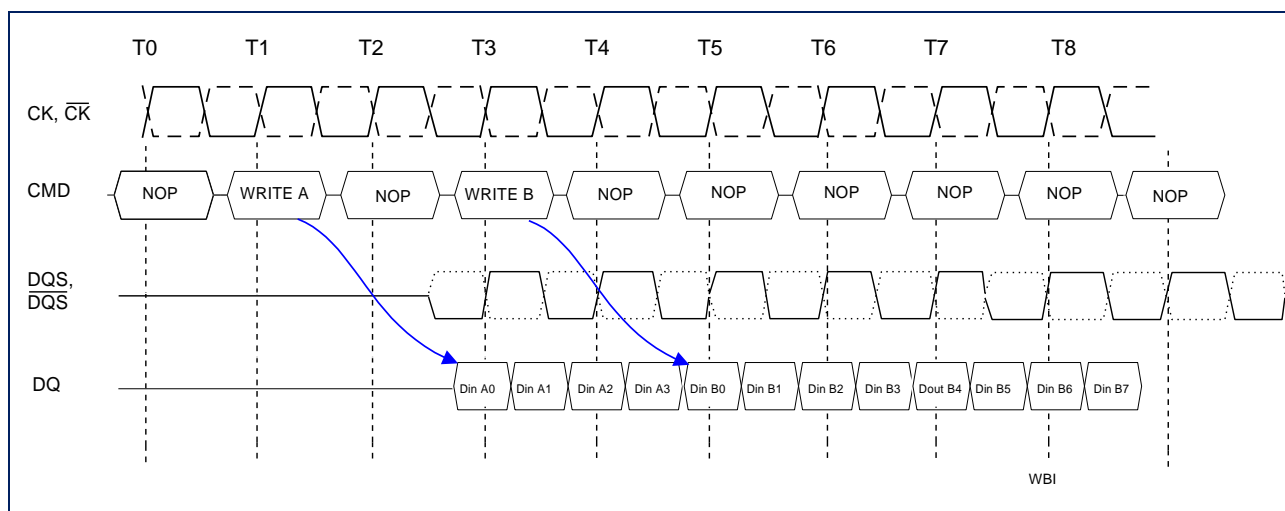 T0 T1 T2 T3 T4 T5 T6 T7 T8
CK, CK
CMD NOP WRITE A NOP WRITE B NOP NOP NOP NOP NOP NOP
DQS,
DQS
DQ Din A0 Din A1 Din A2 Din A3 Din B0 Din B1 Din B2 Din B3 Dout B4 Din B5 Din B6 Din B7
WBI